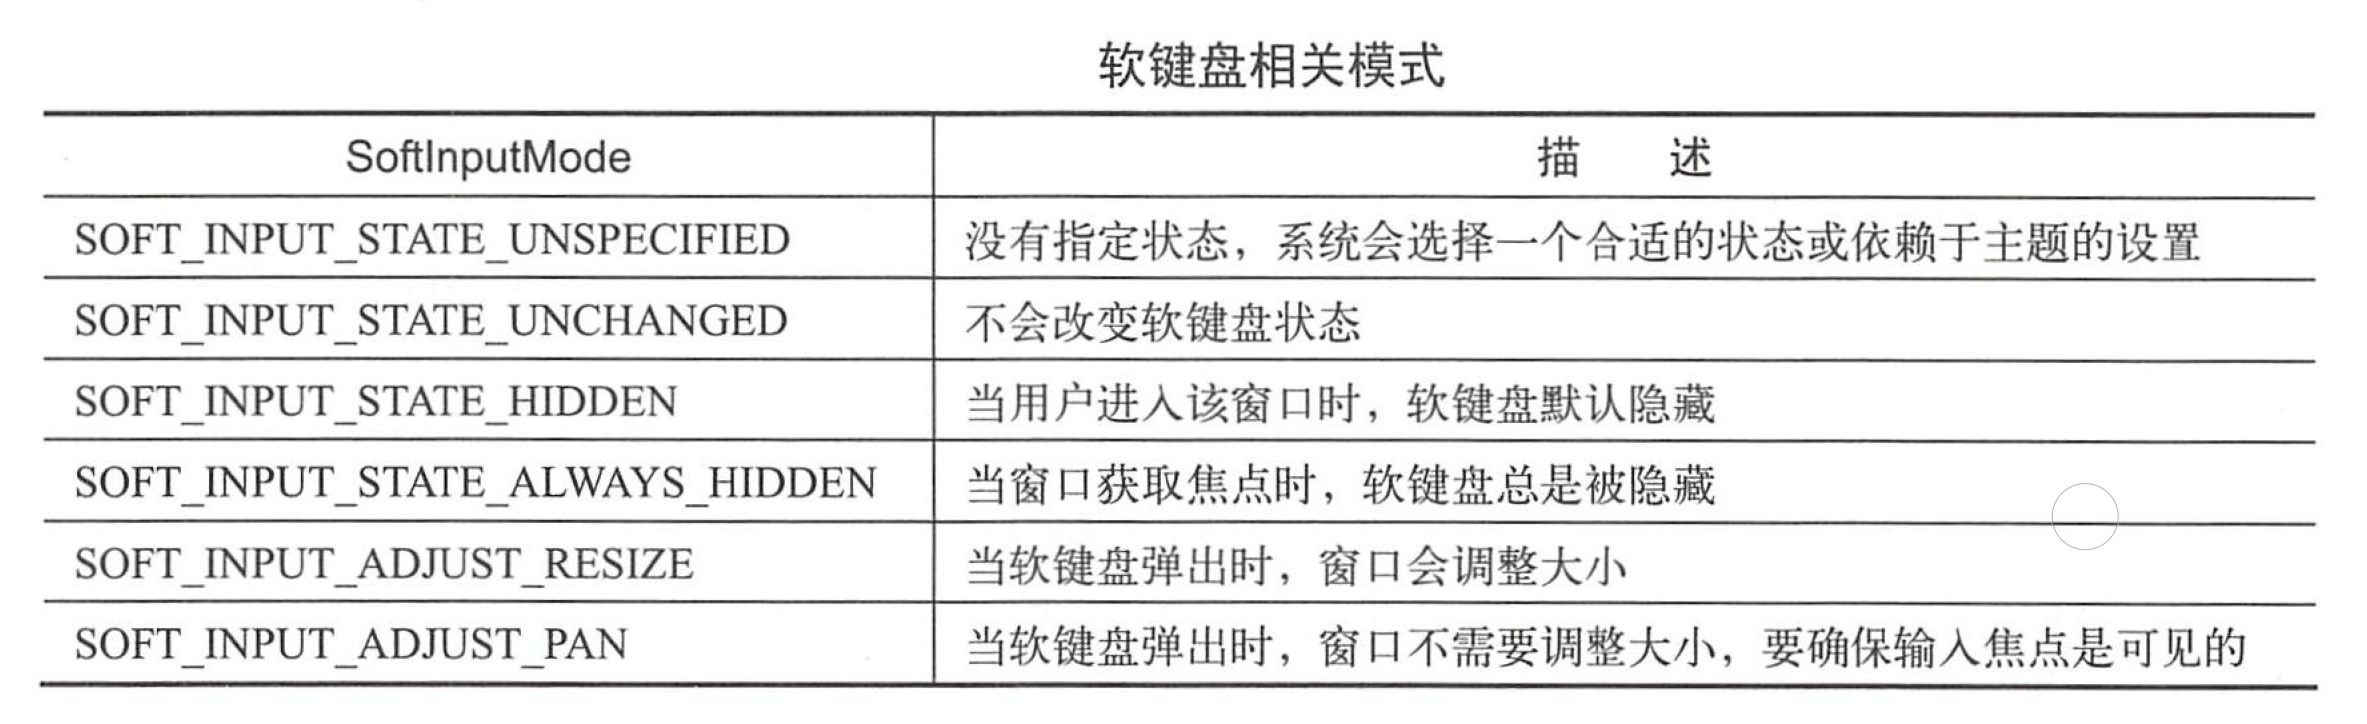 软键盘相关模式
SoftInputMode 描 述
SOFT_INPUT_STATE_UNSPECIFIED 没有指定状态，系统会选择一个合适的状态或依赖于主题的设置
SOFT_INPUT_STATE_UNCHANGED 不会改变软键盘状态
SOFT_INPUT_STATE_HIDDEN 当用户进入该窗口时，软键盘默认隐藏
SOFT_INPUT_STATE_ALWAYS_HIDDEN 当窗口获取焦点时，软键盘总是被隐藏
SOFT_INPUT_ADJUST_RESIZE 当软键盘弹出时，窗口会调整大小
SOFT_INPUT_ADJUST_PAN 当软键盘弹出时，窗口不需要调整大小，要确保输入焦点是可见的